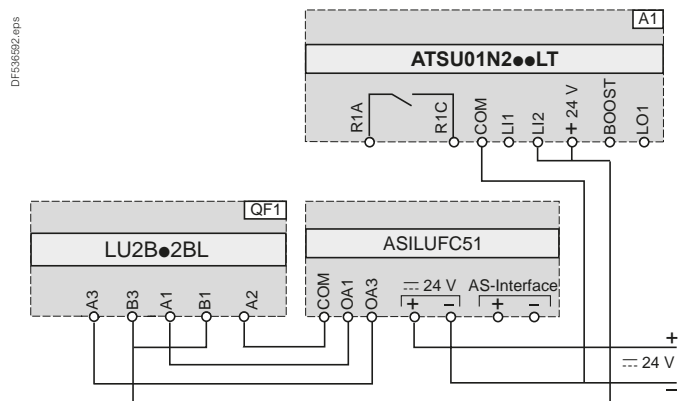 DF536592.eps
A1
ATSU01N2●●LT
R1A R1C COM LI1 LI2 + 24 V BOOST LO1
QF1
LU2B●2BL
A3 B3 A1 B1 A2
ASILUFC51
COM OA1 OA3 ⎓ 24 V AS-Interface
+ – + –
+
⎓ 24 V
–